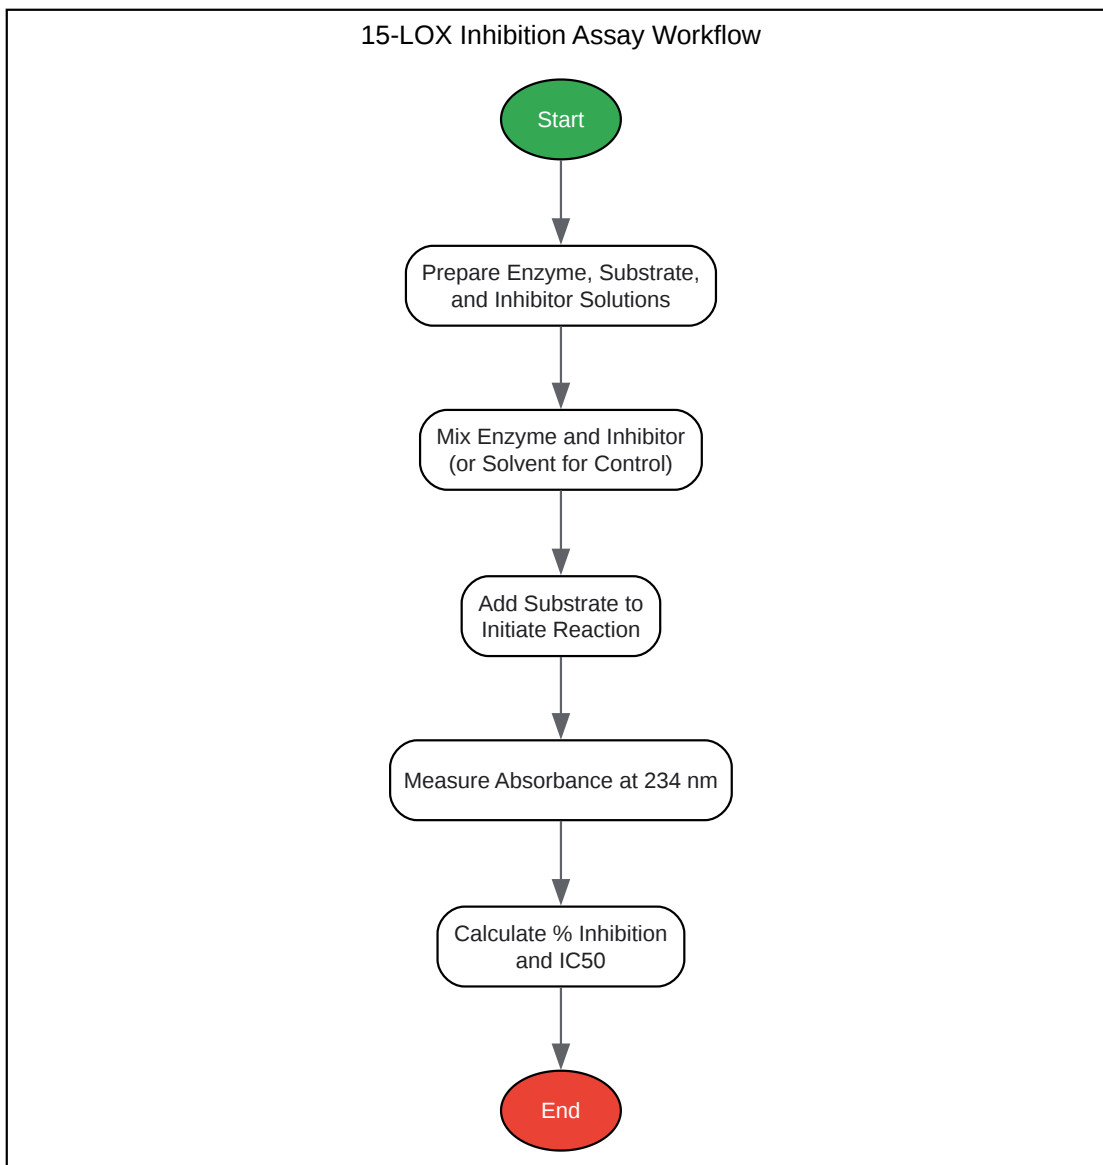 15-LOX Inhibition Assay Workflow
Start
Prepare Enzyme, Substrate,
and Inhibitor Solutions
Mix Enzyme and Inhibitor
(or Solvent for Control)
Add Substrate to
Initiate Reaction
Measure Absorbance at 234 nm
Calculate % Inhibition
and IC50
End